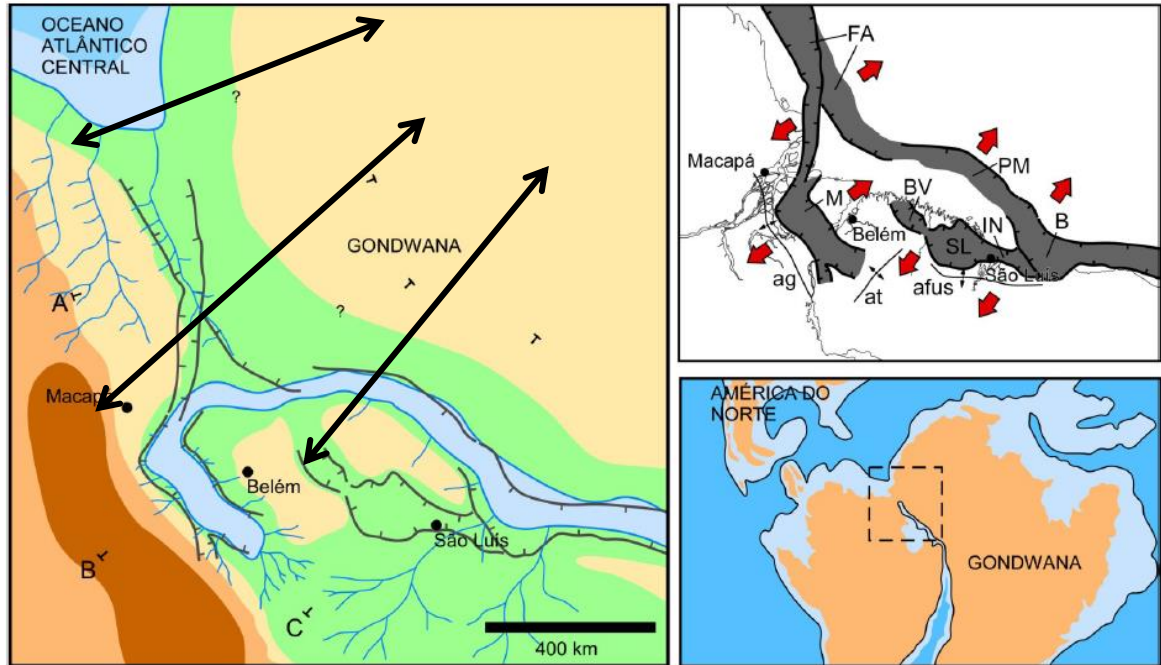 OCEANO
ATLÂNTICO
CENTRAL
?
GONDWANA
?
A
Macapá
Belém
São Luís
B
C
400 km
FA
Macapá
PM
M
BV
Belém
IN
B
SL
São Luís
ag
at
afus
AMÉRICA DO
NORTE
GONDWANA